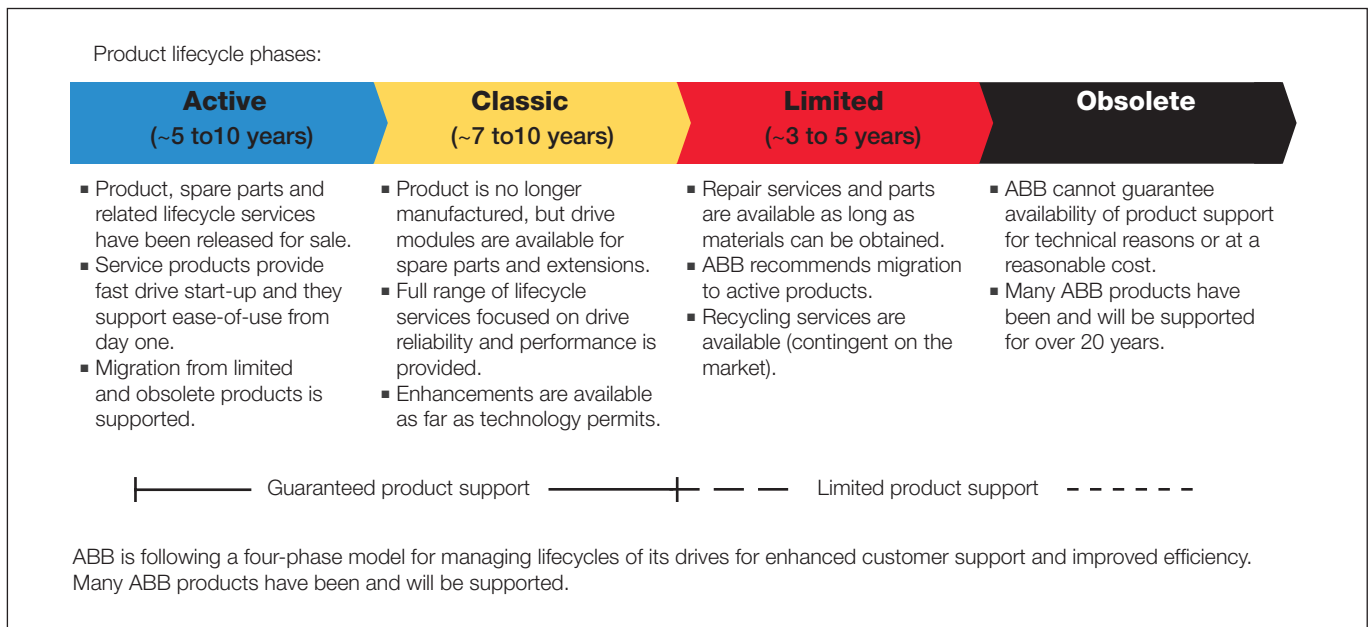 Product lifecycle phases:
Active
(~5 to10 years)
Classic
(~7 to10 years)
Limited
(~3 to 5 years)
Obsolete
▪ Product, spare parts and
related lifecycle services
have been released for sale.
▪ Service products provide
fast drive start-up and they
support ease-of-use from
day one.
▪ Migration from limited
and obsolete products is
supported.
▪ Product is no longer
manufactured, but drive
modules are available for
spare parts and extensions.
▪ Full range of lifecycle
services focused on drive
reliability and performance is
provided.
▪ Enhancements are available
as far as technology permits.
▪ Repair services and parts
are available as long as
materials can be obtained.
▪ ABB recommends migration
to active products.
▪ Recycling services are
available (contingent on the
market).
▪ ABB cannot guarantee
availability of product support
for technical reasons or at a
reasonable cost.
▪ Many ABB products have
been and will be supported
for over 20 years.
Guaranteed product support
Limited product support
ABB is following a four-phase model for managing lifecycles of its drives for enhanced customer support and improved efficiency.
Many ABB products have been and will be supported.